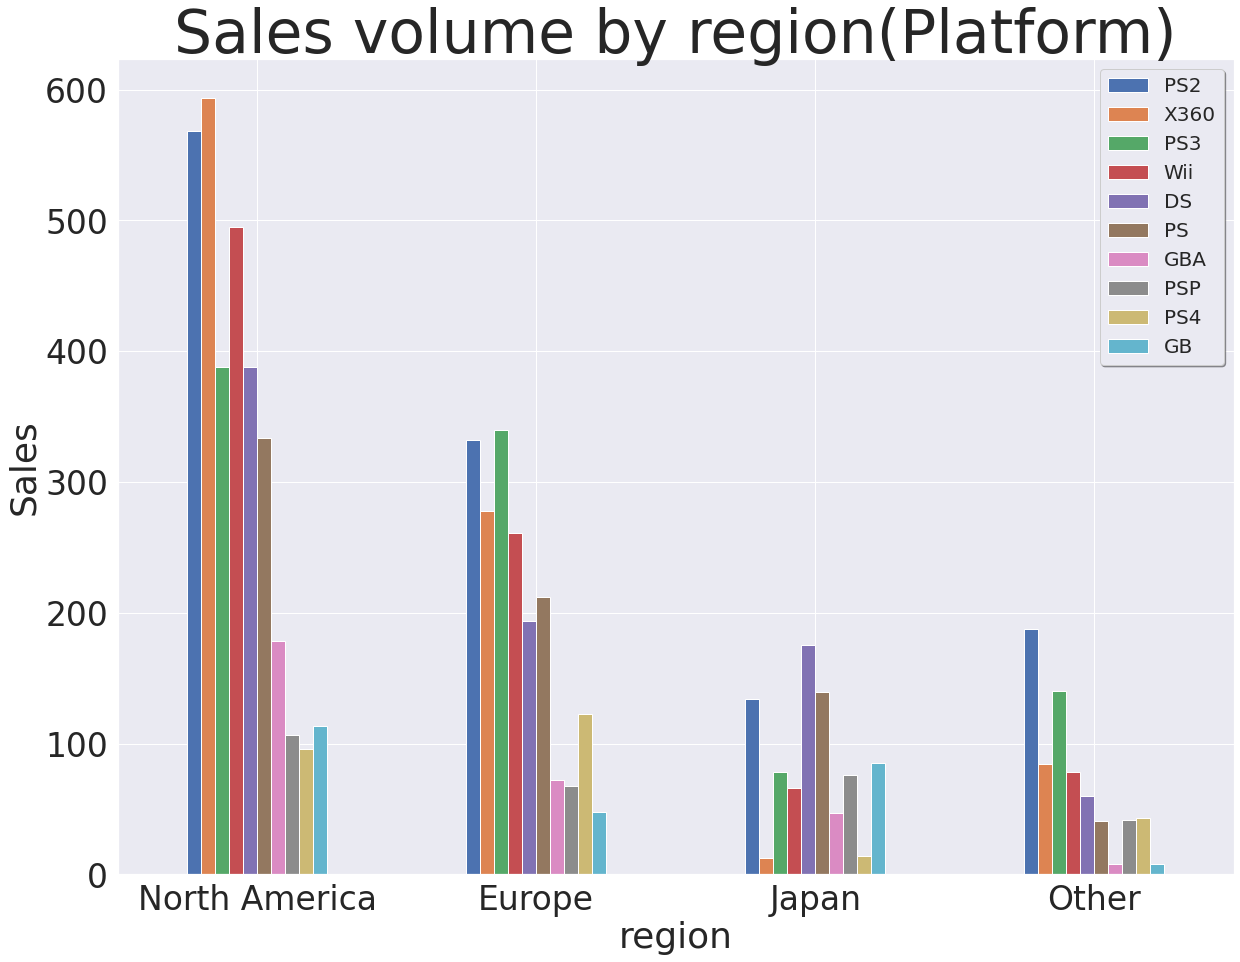 Sales volume by region(Platform)
600
500
400
300
200
100
0
Sales
PS2
X360
PS3
Wii
DS
PS
GBA
PSP
PS4
GB
North America
Europe
Japan
Other
region